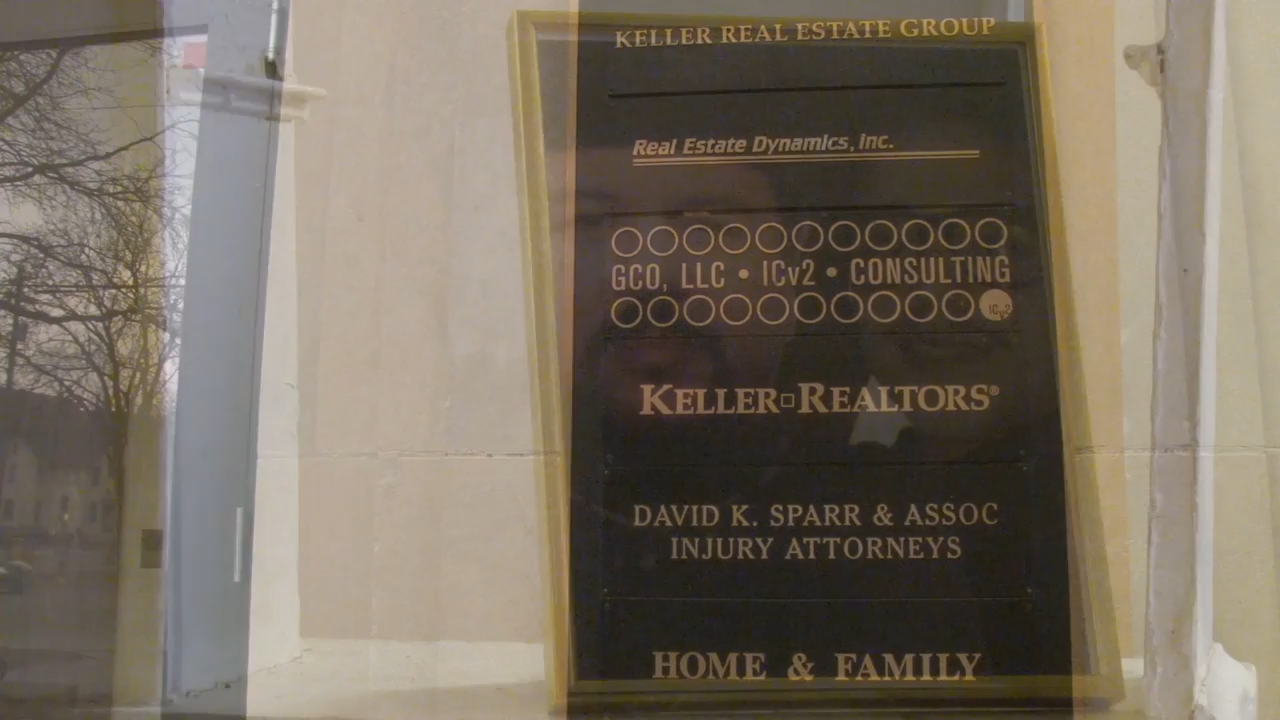 KELLER REAL ESTATE GROUP
Real Estate Dynamics, inc.
GCO, LLC • ICv2 • CONSULTING
ICv2
KELLER□REALTORS®
DAVID K. SPARR & ASSOC
INJURY ATTORNEYS
HOME & FAMILY